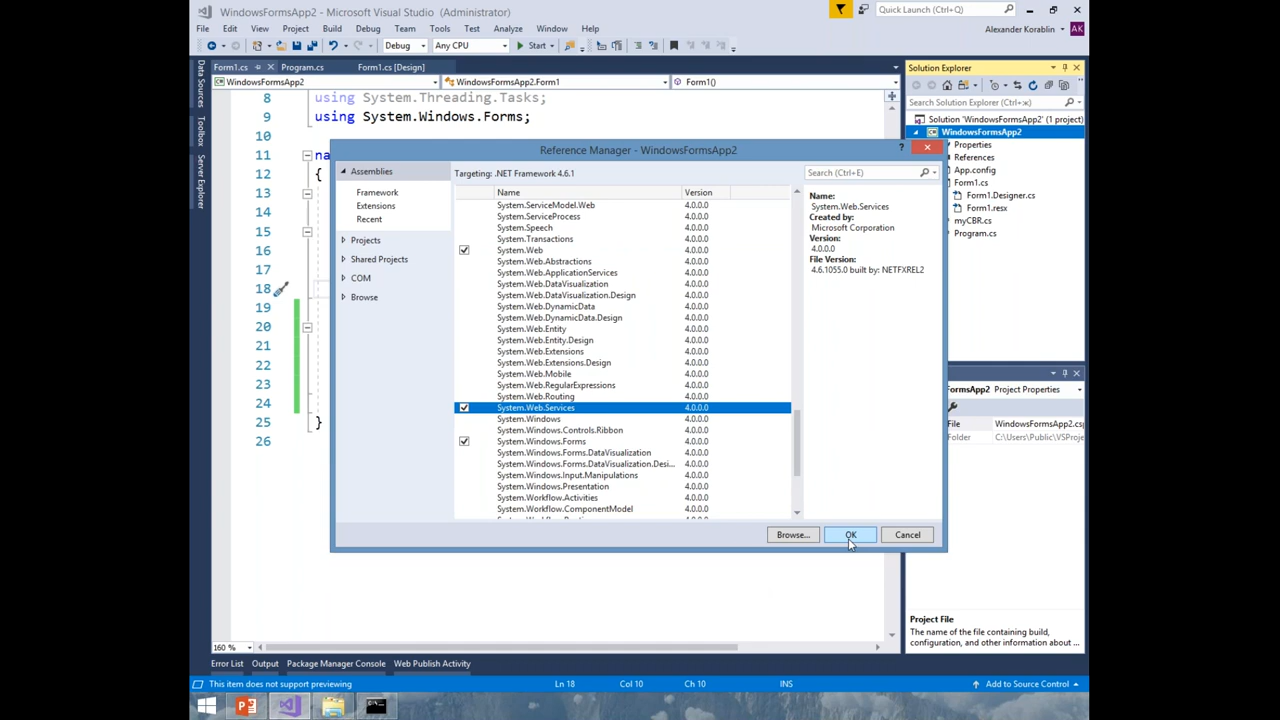 WindowsFormsApp2 - Microsoft Visual Studio (Administrator)
Quick Launch (Ctrl+Q)
File Edit View Project Build Debug Team Tools Test Analyze Window Help
Alexander Korablin AK
Debug Any CPU Start
Form1.cs Program.cs Form1.cs [Design]
WindowsFormsApp2 WindowsFormsApp2.Form1 Form1()
Data Sources
Toolbox
Server Explorer
8 using System.Threading.Tasks;
9 using System.Windows.Forms;
10
11 na
12 {
13
14
15
16
17
18
19
20
21
22
23
24
25 }
26
Reference Manager - WindowsFormsApp2
?
Assemblies
Framework
Extensions
Recent
Projects
Shared Projects
COM
Browse
Targeting: .NET Framework 4.6.1
Search (Ctrl+E)
Name Version
System.ServiceModel.Web 4.0.0.0
System.ServiceProcess 4.0.0.0
System.Speech 4.0.0.0
System.Transactions 4.0.0.0
System.Web 4.0.0.0
System.Web.Abstractions 4.0.0.0
System.Web.ApplicationServices 4.0.0.0
System.Web.DataVisualization 4.0.0.0
System.Web.DataVisualization.Design 4.0.0.0
System.Web.DynamicData 4.0.0.0
System.Web.DynamicData.Design 4.0.0.0
System.Web.Entity 4.0.0.0
System.Web.Entity.Design 4.0.0.0
System.Web.Extensions 4.0.0.0
System.Web.Extensions.Design 4.0.0.0
System.Web.Mobile 4.0.0.0
System.Web.RegularExpressions 4.0.0.0
System.Web.Routing 4.0.0.0
System.Web.Services 4.0.0.0
System.Windows 4.0.0.0
System.Windows.Controls.Ribbon 4.0.0.0
System.Windows.Forms 4.0.0.0
System.Windows.Forms.DataVisualization 4.0.0.0
System.Windows.Forms.DataVisualization.Desi... 4.0.0.0
System.Windows.Input.Manipulations 4.0.0.0
System.Windows.Presentation 4.0.0.0
System.Workflow.Activities 4.0.0.0
System.Workflow.ComponentModel 4.0.0.0
Name:
System.Web.Services
Created by:
Microsoft Corporation
Version:
4.0.0.0
File Version:
4.6.1055.0 built by: NETFXREL2
Browse... OK Cancel
Solution Explorer
Search Solution Explorer (Ctrl+ж)
Solution 'WindowsFormsApp2' (1 project)
WindowsFormsApp2
Properties
References
App.config
Form1.cs
Form1.Designer.cs
Form1.resx
myCBR.cs
Program.cs
FormsApp2 Project Properties
File WindowsFormsApp2.csp
Folder C:\Users\Public\VSProje
Project File
The name of the file containing build,
configuration, and other information about ...
160 %
Error List Output Package Manager Console Web Publish Activity
This item does not support previewing Ln 18 Col 10 Ch 10 INS Add to Source Control